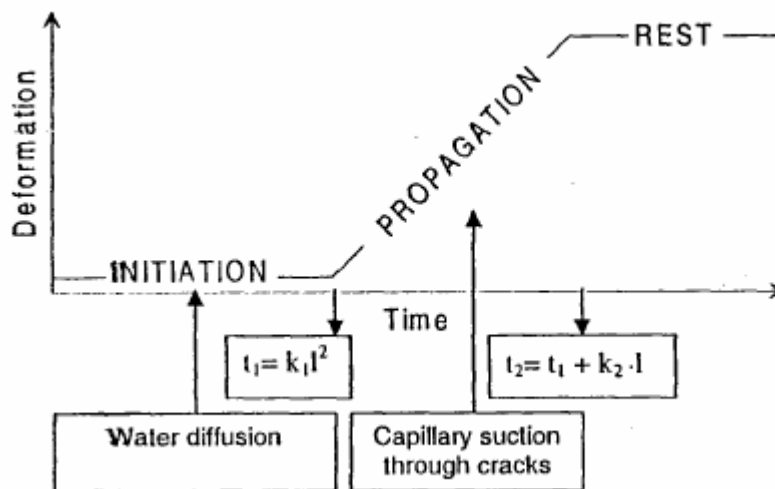 Deformation
INITIATION
PROPAGATION
REST
Time
t₁= k₁l²
t₂= t₁ + k₂·l
Water diffusion
Capillary suction
through cracks